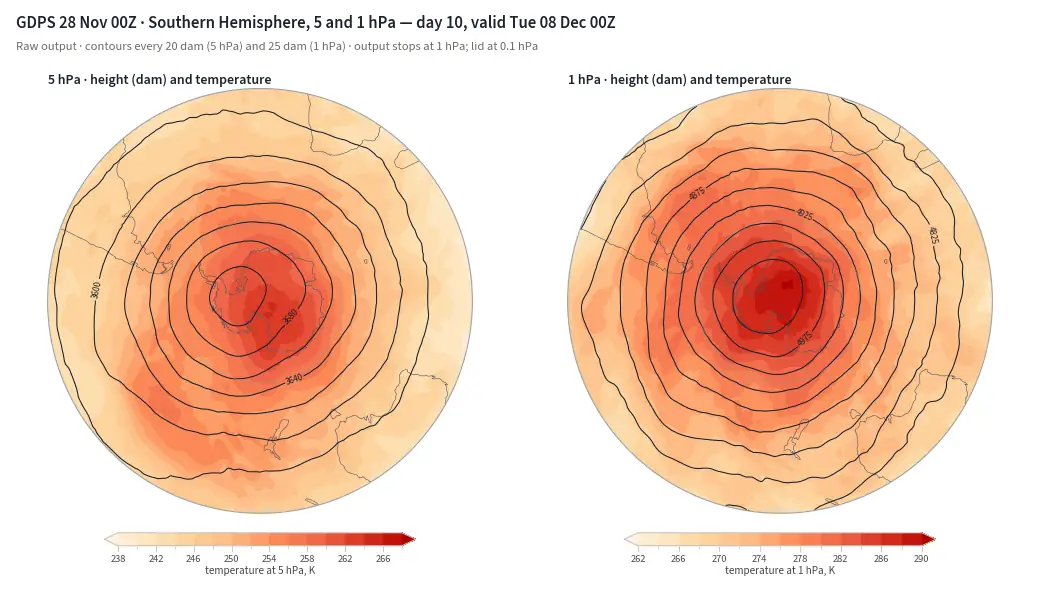 GDPS 28 Nov 00Z · Southern Hemisphere, 5 and 1 hPa — day 10, valid Tue 08 Dec 00Z
Raw output · contours every 20 dam (5 hPa) and 25 dam (1 hPa) · output stops at 1 hPa; lid at 0.1 hPa
5 hPa · height (dam) and temperature
1 hPa · height (dam) and temperature
3600
3680
3640
4875
4925
4825
4975
238 242 246 250 254 258 262 266
temperature at 5 hPa, K
262 266 270 274 278 282 286 290
temperature at 1 hPa, K